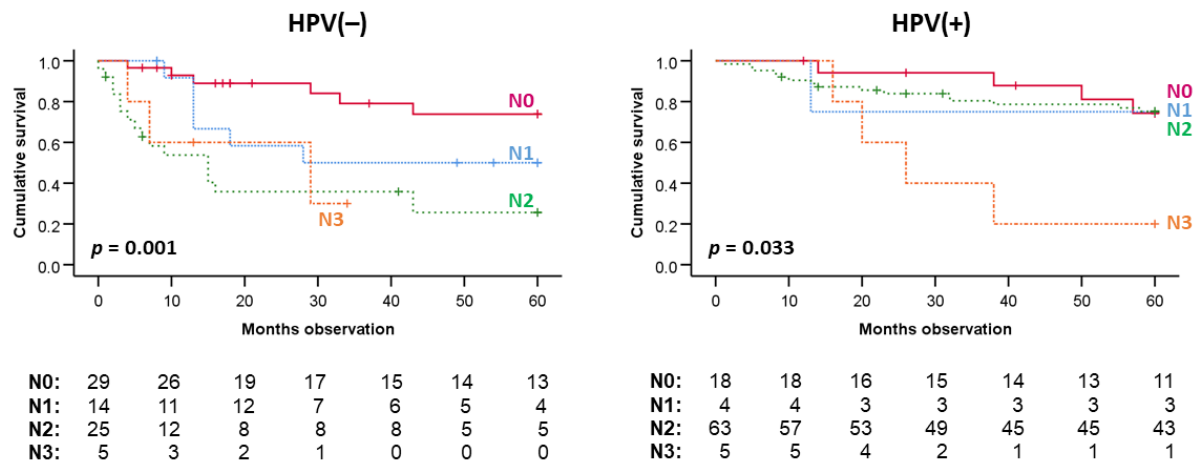 HPV(–)
HPV(+)
Cumulative survival
1.0
0.8
0.6
0.4
0.2
0.0
N0
N1
N2
N3
p = 0.001
0 10 20 30 40 50 60
Months observation
Cumulative survival
1.0
0.8
0.6
0.4
0.2
0.0
N0
N1
N2
N3
p = 0.033
0 10 20 30 40 50 60
Months observation
N0: 29 26 19 17 15 14 13
N1: 14 11 12 7 6 5 4
N2: 25 12 8 8 8 5 5
N3: 5 3 2 1 0 0 0
N0: 18 18 16 15 14 13 11
N1: 4 4 3 3 3 3 3
N2: 63 57 53 49 45 45 43
N3: 5 5 4 2 1 1 1